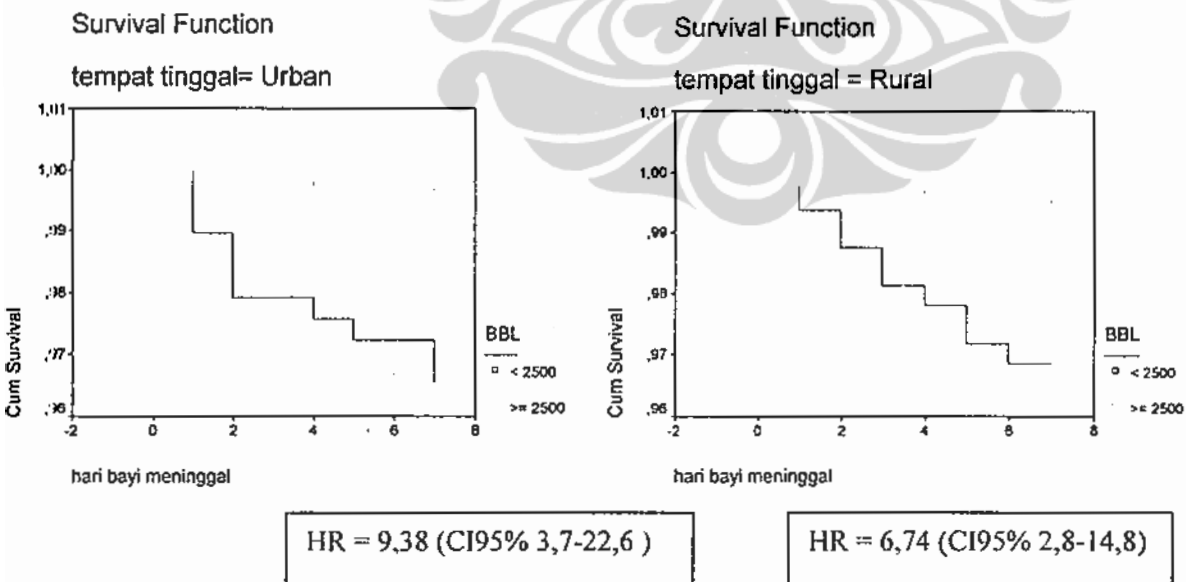 Survival Function
tempat tinggal= Urban
1,01
1,00
,99
,98
,97
,96
Cum Survival
-2
0
2
4
6
8
hari bayi meninggal
BBL
< 2500
>= 2500
HR = 9,38 (CI95% 3,7-22,6 )
Survival Function
tempat tinggal = Rural
1,01
1,00
,99
,98
,97
,96
Cum Survival
-2
0
2
4
6
8
hari bayi meninggal
BBL
< 2500
>= 2500
HR = 6,74 (CI95% 2,8-14,8)